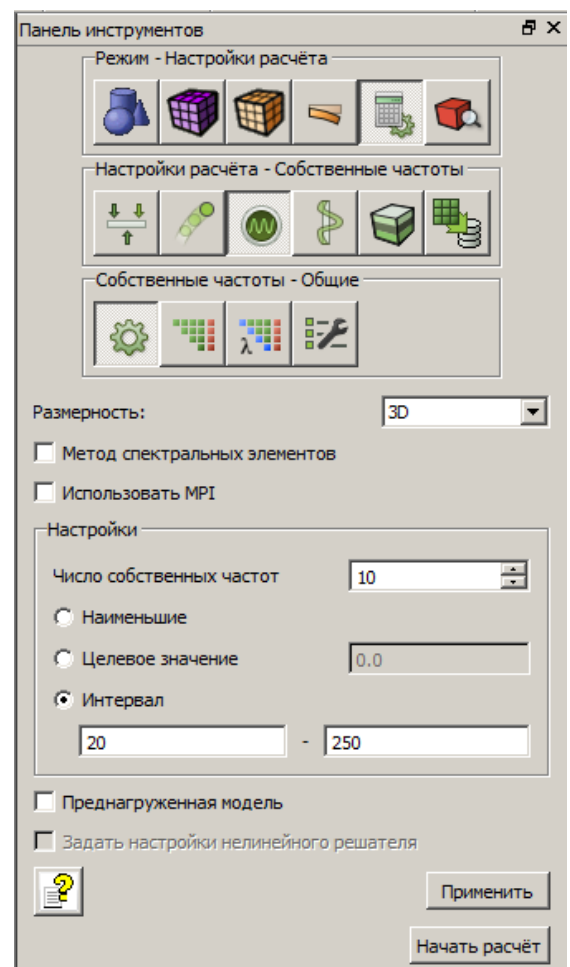 Панель инструментов
Режим - Настройки расчёта
Настройки расчёта - Собственные частоты
Собственные частоты - Общие
λ
Размерность: 3D
Метод спектральных элементов
Использовать MPI
Настройки
Число собственных частот 10
Наименьшие
Целевое значение 0.0
Интервал
20 - 250
Преднагруженная модель
Задать настройки нелинейного решателя
Применить
Начать расчёт